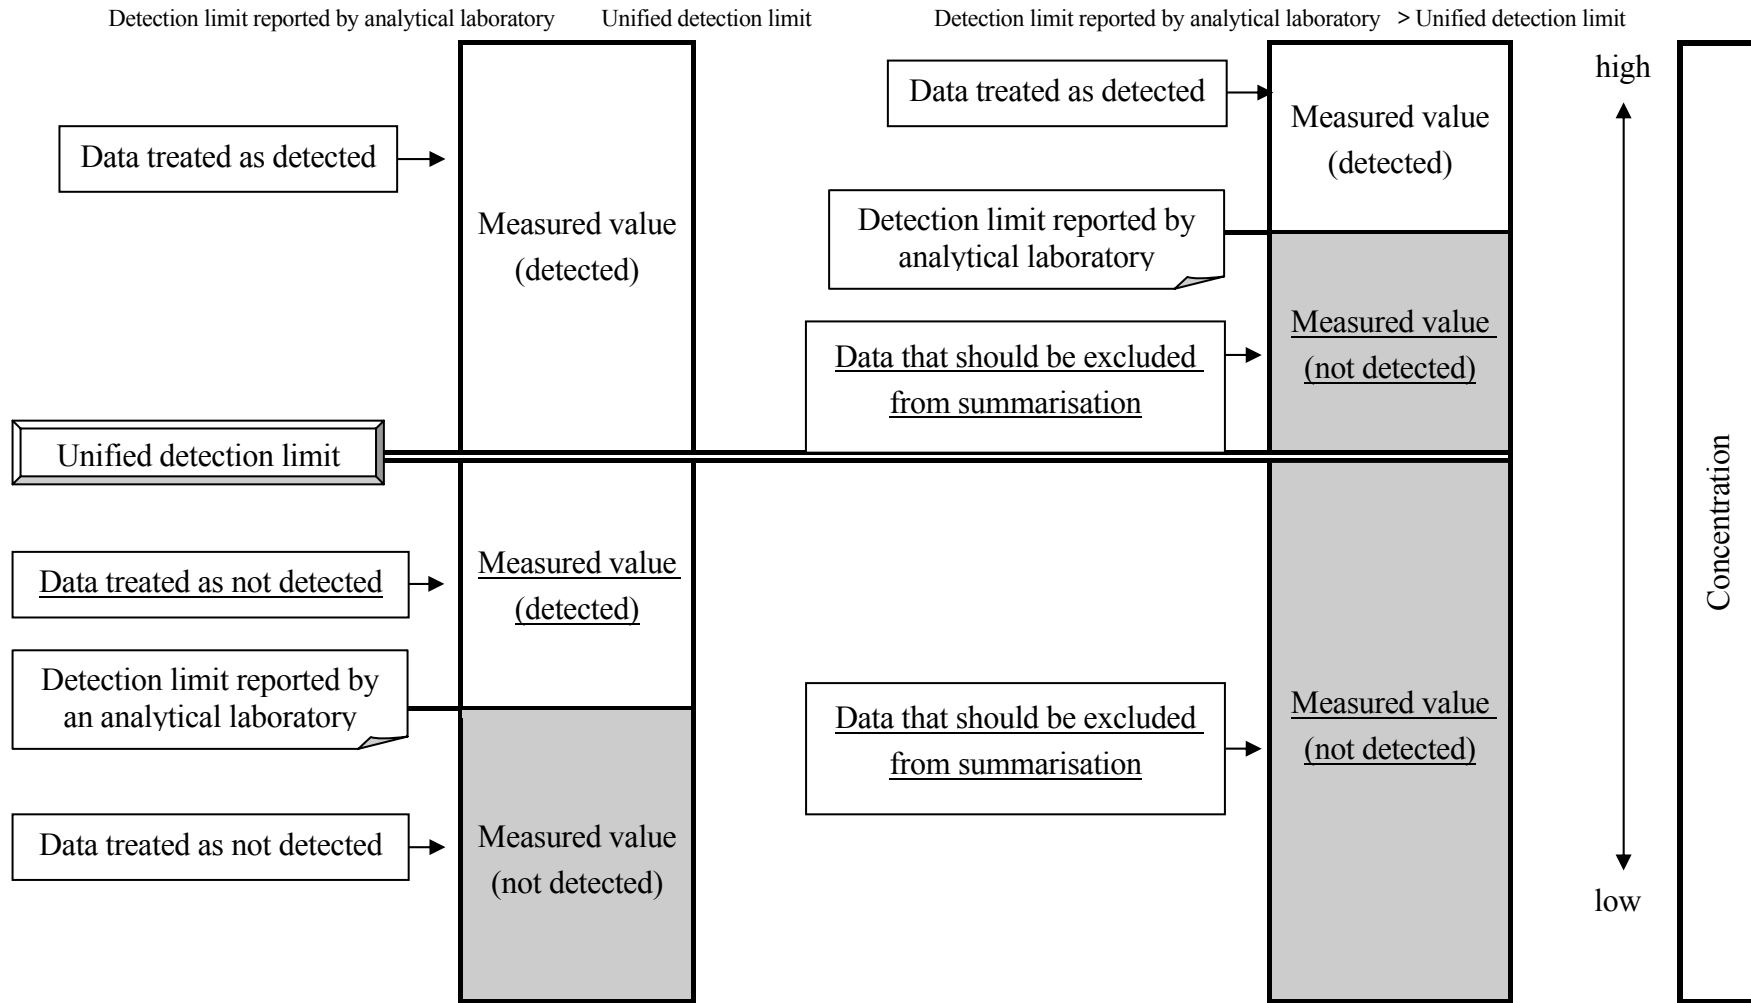 Detection limit reported by analytical laboratory Unified detection limit
Data treated as detected
Measured value
(detected)
Unified detection limit
Data treated as not detected
Measured value
(detected)
Detection limit reported by
an analytical laboratory
Data treated as not detected
Measured value
(not detected)
Detection limit reported by analytical laboratory > Unified detection limit
Data treated as detected
Measured value
(detected)
Detection limit reported by
analytical laboratory
Data that should be excluded
from summarisation
Measured value
(not detected)
Data that should be excluded
from summarisation
Measured value
(not detected)
high
low
Concentration